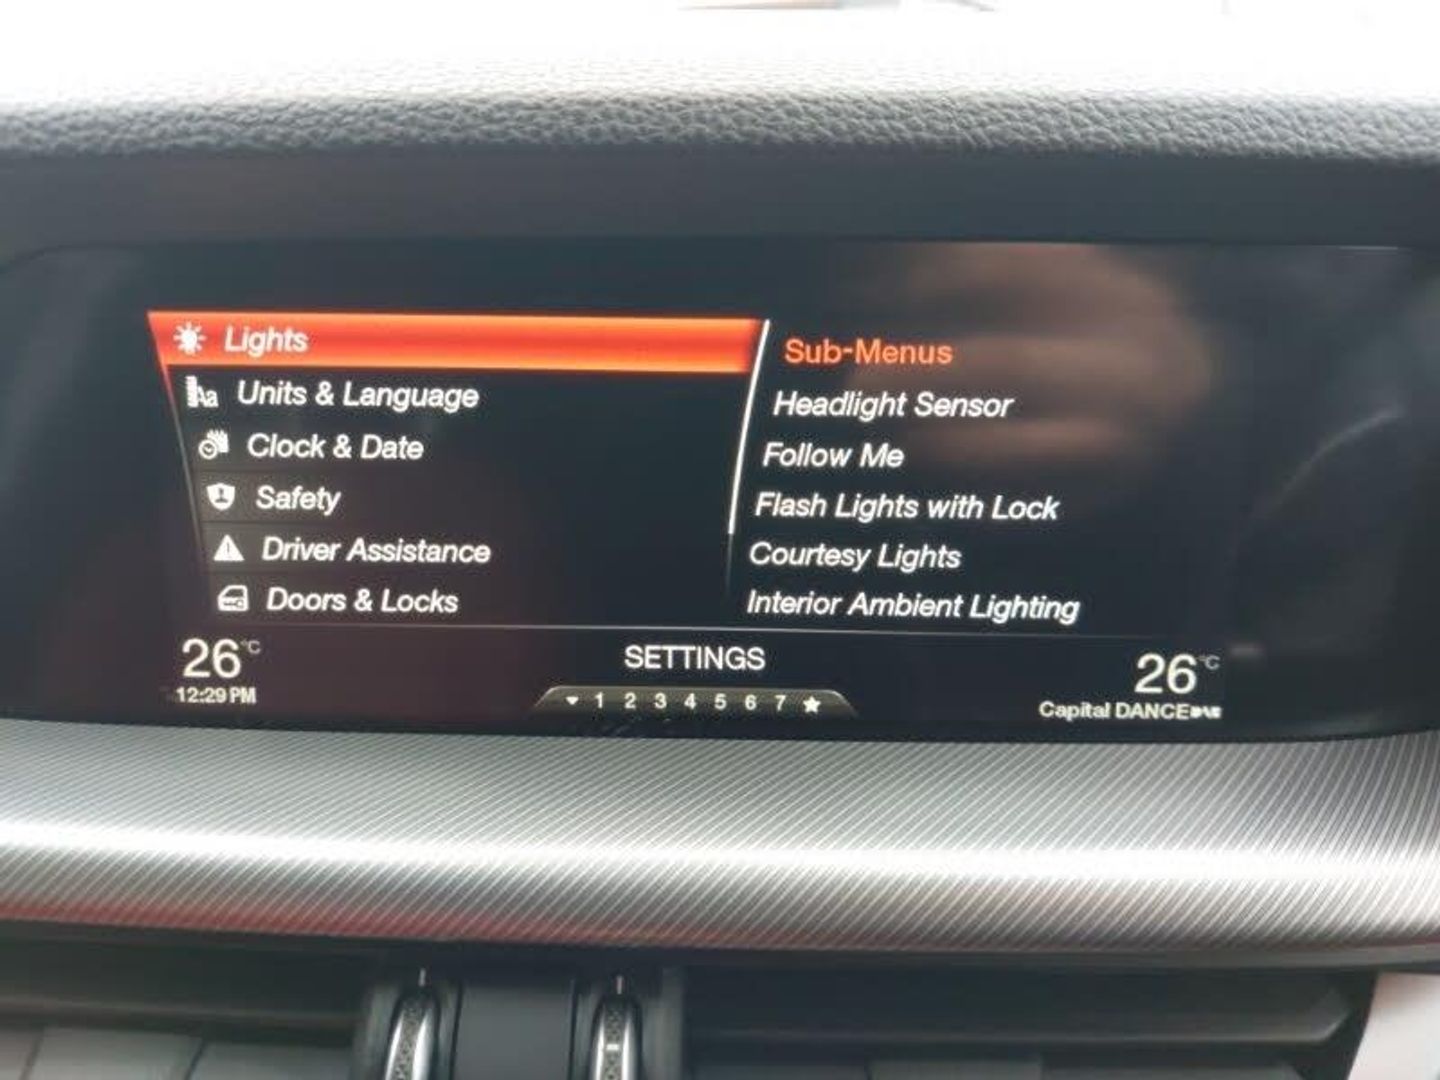 Lights
Units & Language
Clock & Date
Safety
Driver Assistance
Doors & Locks
Sub-Menus
Headlight Sensor
Follow Me
Flash Lights with Lock
Courtesy Lights
Interior Ambient Lighting
26°C
12:29 PM
SETTINGS
1 2 3 4 5 6 7
26°C
Capital DANCE